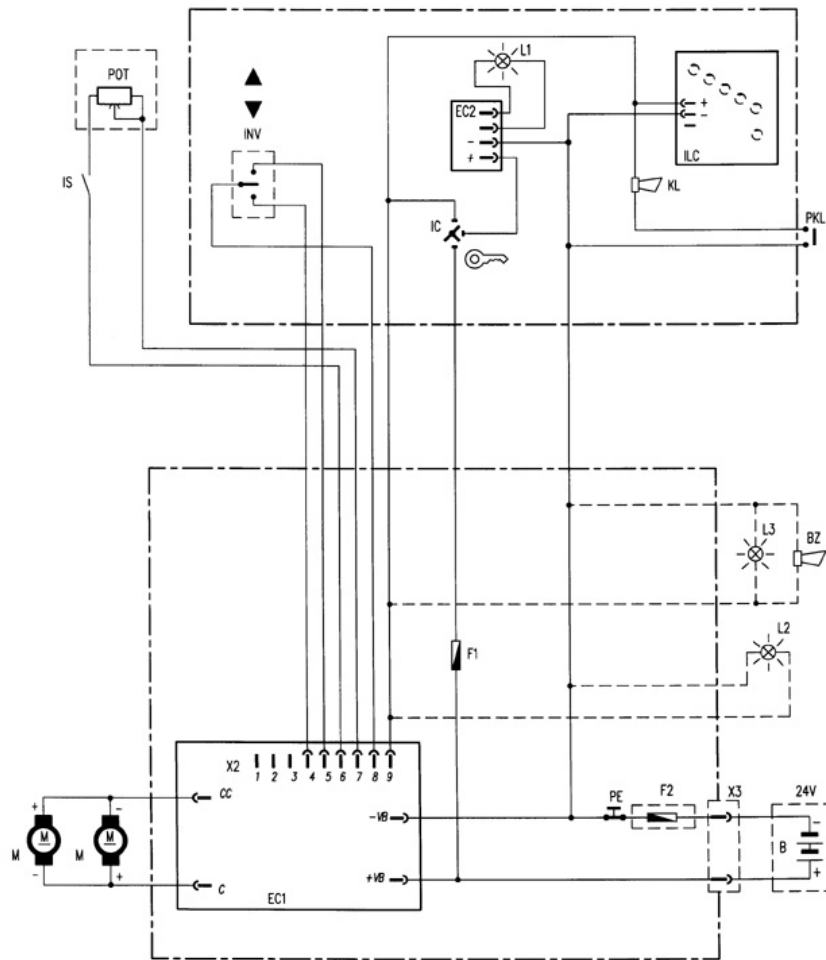 POT
IS
INV
L1
EC2
-
+
+
-
ILC
KL
PKL
IC
L3
BZ
L2
F1
X2
1
2
3
4
5
6
7
8
9
CC
-VB
PE
F2
X3
24V
+
-
M
M
M
M
-
+
B
-
+
C
+VB
EC1